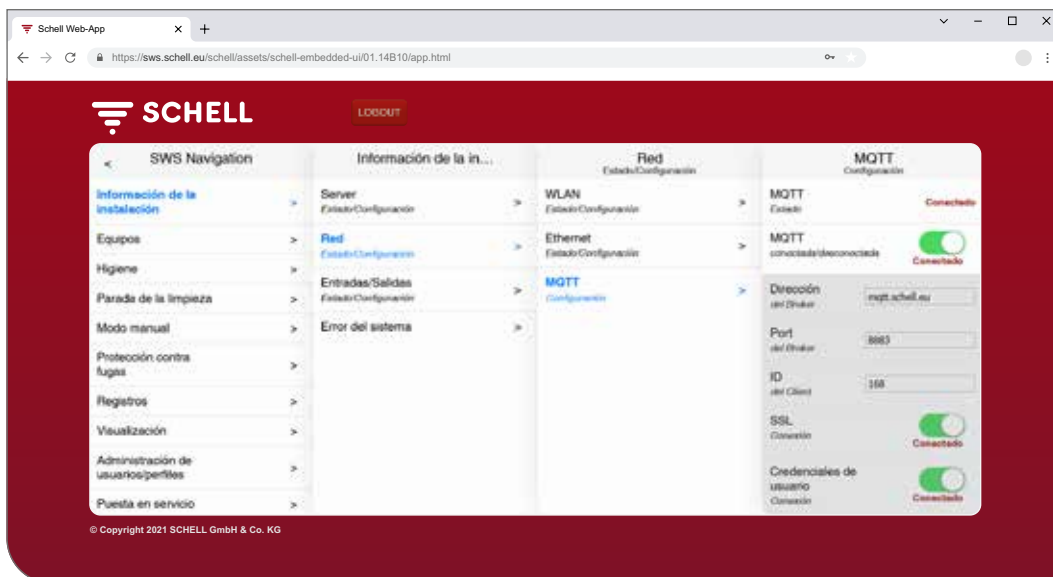 Schell Web-App
https://sws.schell.eu/schell/assets/schell-embedded-ui/01.14B10/app.html
SCHELL
LOGOUT
< SWS Navigation
Información de la
instalación >
Equipos >
Higiene >
Parada de la limpieza >
Modo manual >
Protección contra
fugas >
Registros >
Visualización >
Administración de
usuarios/perfiles >
Puesta en servicio >
Información de la in...
Server >
Estado/Configuración
Red >
Estado/Configuración
Entradas/Salidas >
Estado/Configuración
Error del sistema >
Red
Estado/Configuración
WLAN >
Estado/Configuración
Ethernet >
Estado/Configuración
MQTT >
Configuración
MQTT
Configuración
MQTT
Estado
Conectado
MQTT
conectada/desconectada
Conectado
Dirección
del Broker
mqtt.schell.eu
Port
del Broker
8883
ID
del Client
168
SSL
Conexión
Conectado
Credenciales de
usuario
Conexión
Conectado
© Copyright 2021 SCHELL GmbH & Co. KG